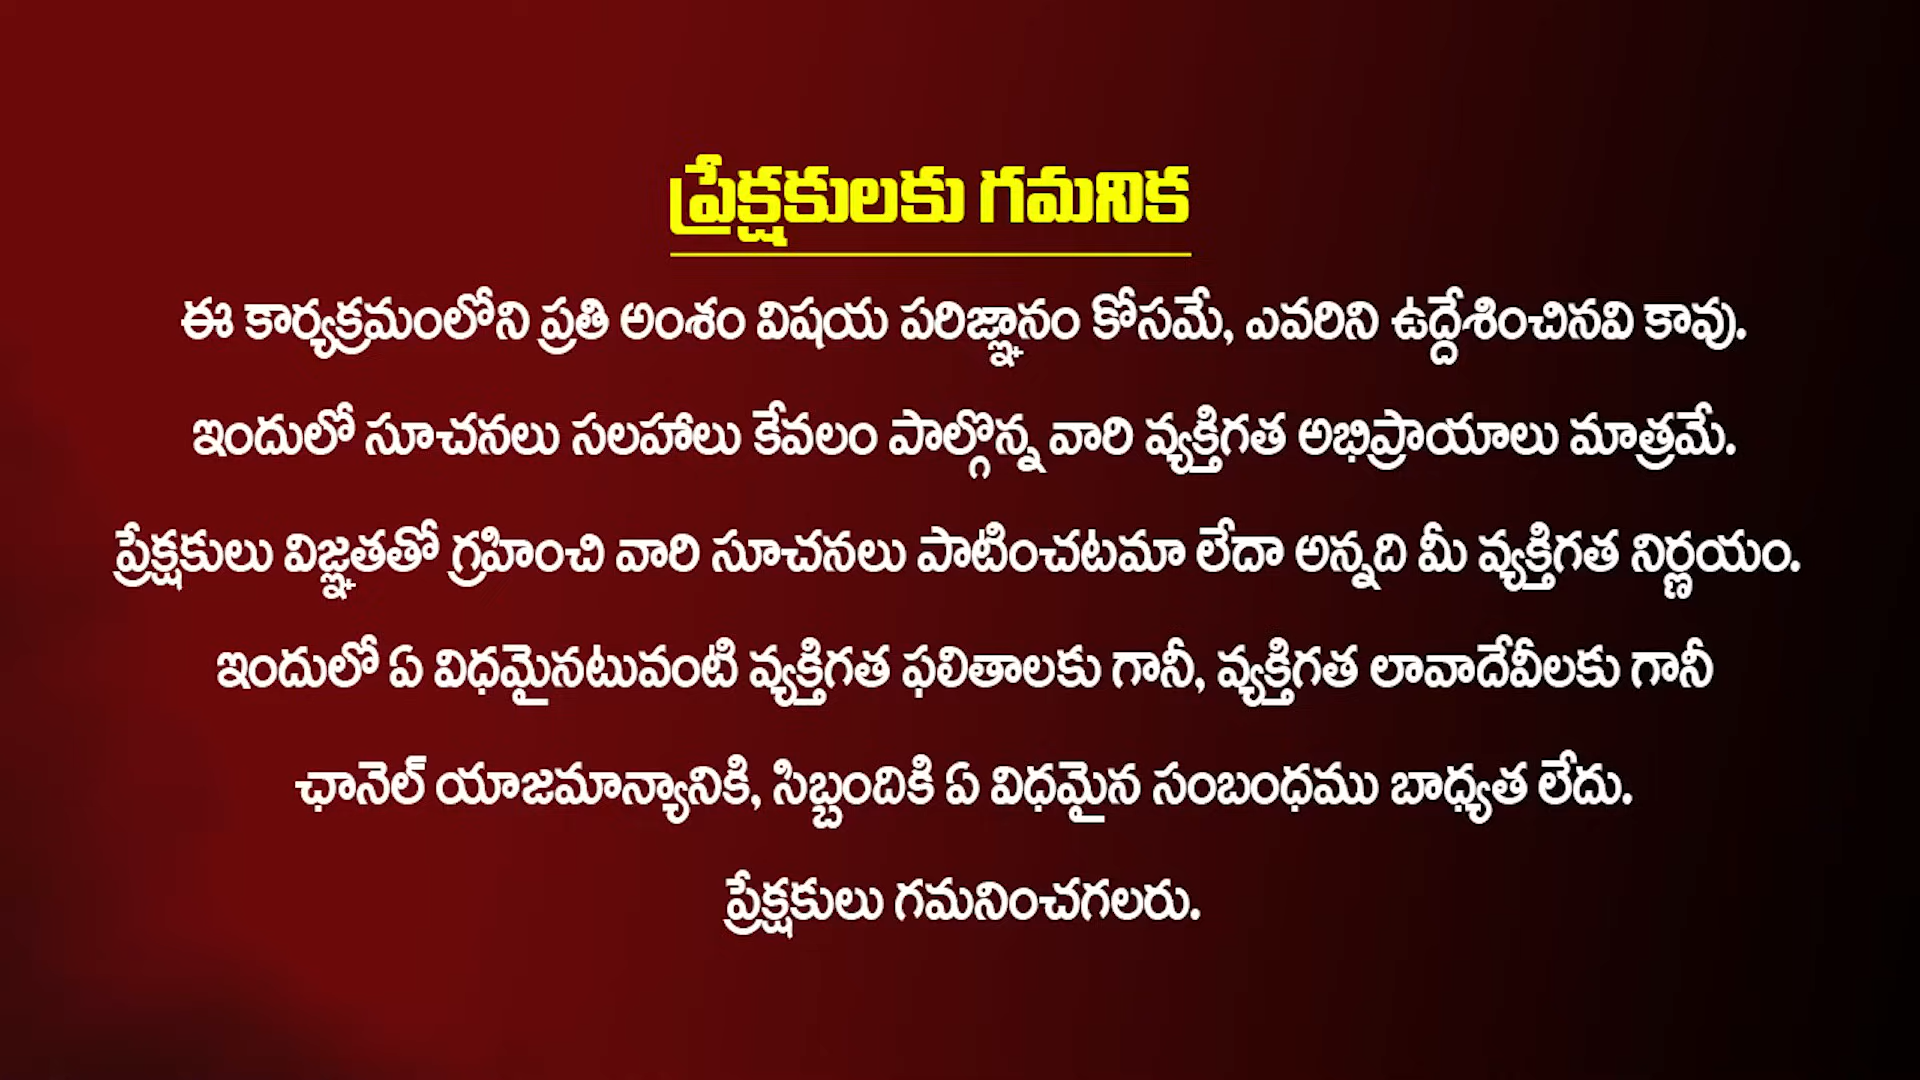 ప్రేక్షకులకు గమనిక
ఈ కార్యక్రమంలోని ప్రతి అంశం విషయ పరిజ్ఞానం కోసమే, ఎవరిని ఉద్దేశించినవి కావు.
ఇందులో సూచనలు సలహాలు కేవలం పాల్గొన్న వారి వ్యక్తిగత అభిప్రాయాలు మాత్రమే.
ప్రేక్షకులు విజ్ఞతతో గ్రహించి వారి సూచనలు పాటించటమా లేదా అన్నది మీ వ్యక్తిగత నిర్ణయం.
ఇందులో ఏ విధమైనటువంటి వ్యక్తిగత ఫలితాలకు గానీ, వ్యక్తిగత లావాదేవీలకు గానీ
ఛానెల్ యాజమాన్యానికి, సిబ్బందికి ఏ విధమైన సంబంధము బాధ్యత లేదు.
ప్రేక్షకులు గమనించగలరు.